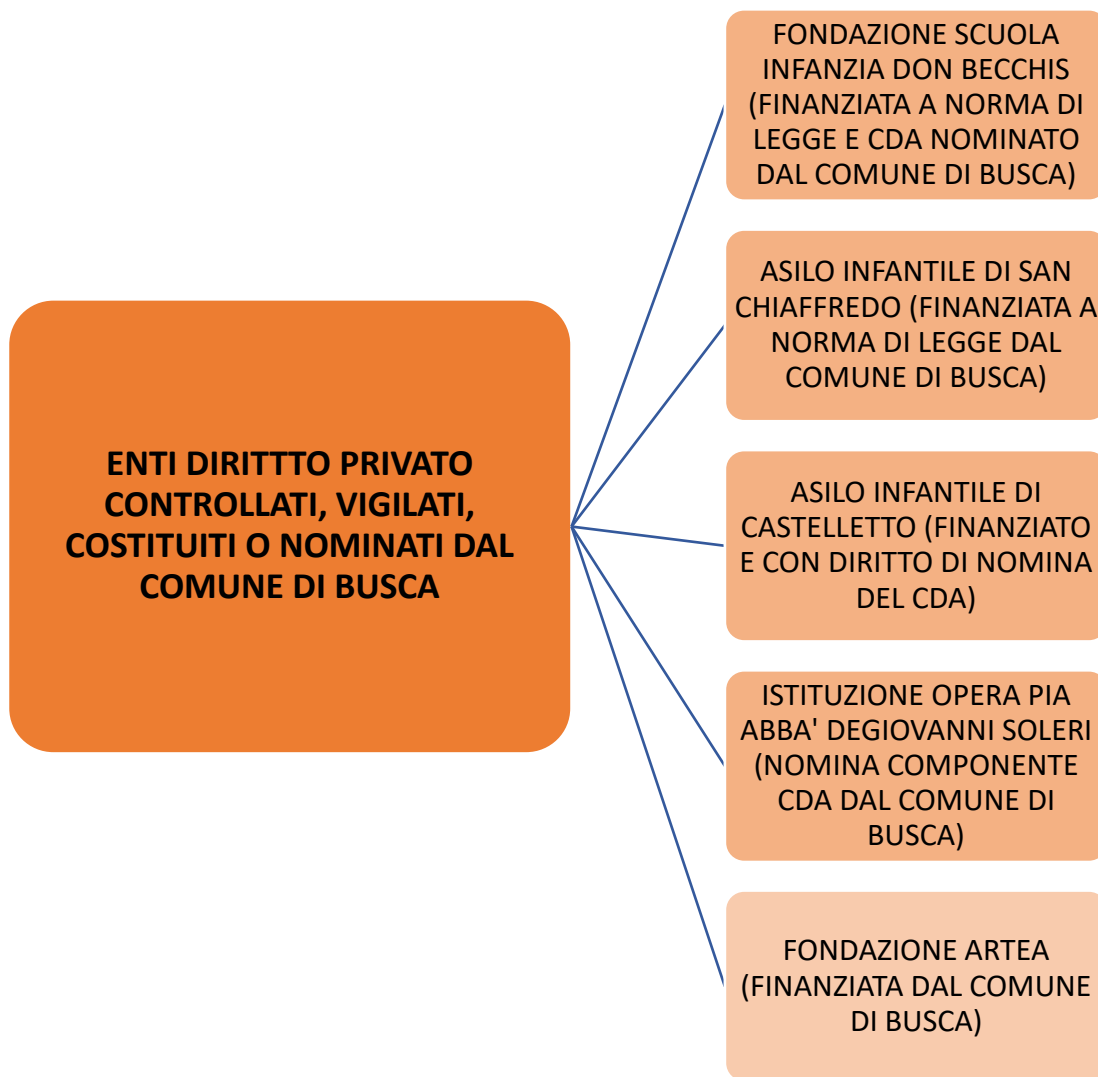 FONDAZIONE SCUOLA
INFANZIA DON BECCHIS
(FINANZIATA A NORMA DI
LEGGE E CDA NOMINATO
DAL COMUNE DI BUSCA)
ASILO INFANTILE DI SAN
CHIAFFREDO (FINANZIATA A
NORMA DI LEGGE DAL
COMUNE DI BUSCA)
ENTI DIRITTTO PRIVATO
CONTROLLATI, VIGILATI,
COSTITUITI O NOMINATI DAL
COMUNE DI BUSCA
ASILO INFANTILE DI
CASTELLETTO (FINANZIATO
E CON DIRITTO DI NOMINA
DEL CDA)
ISTITUZIONE OPERA PIA
ABBA' DEGIOVANNI SOLERI
(NOMINA COMPONENTE
CDA DAL COMUNE DI
BUSCA)
FONDAZIONE ARTEA
(FINANZIATA DAL COMUNE
DI BUSCA)